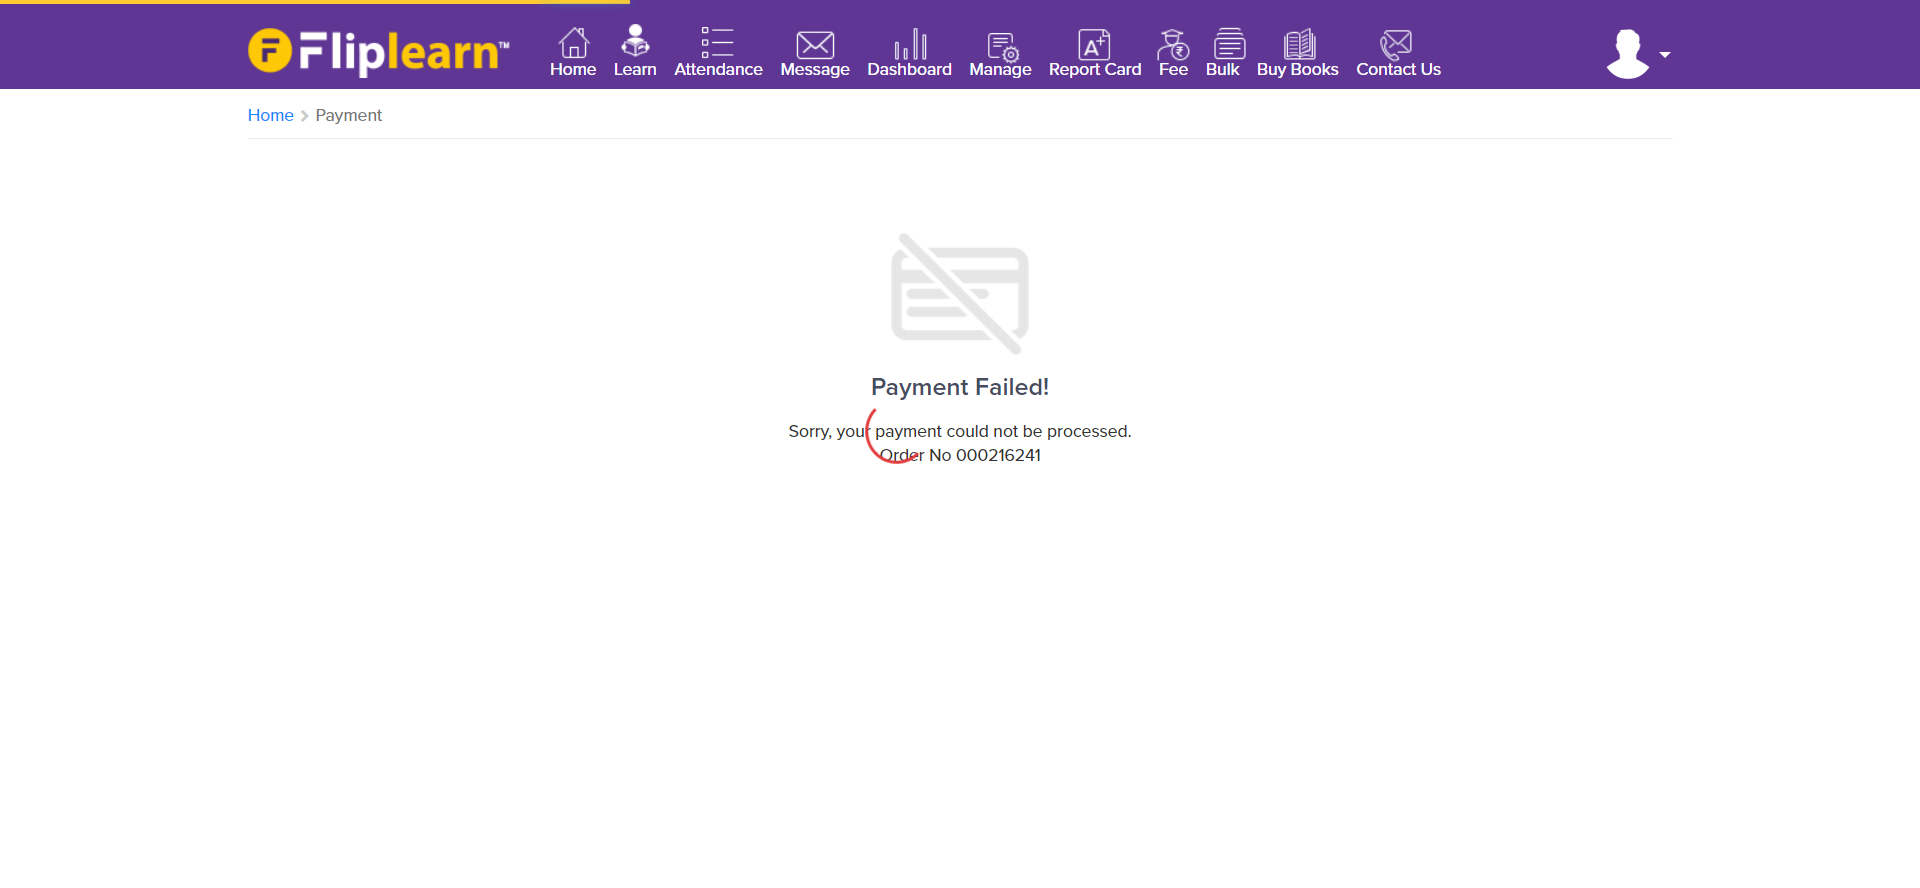 Fliplearn™
Home Learn Attendance Message Dashboard Manage Report Card Fee Bulk Buy Books Contact Us
Home Payment
Payment Failed!
Sorry, your payment could not be processed.
Order No 000216241